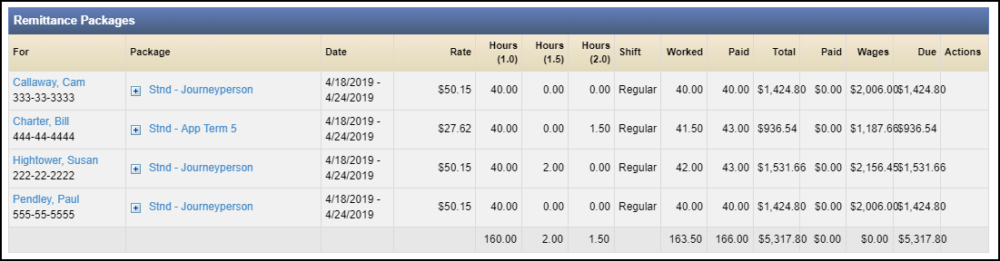 Remittance Packages
For Package Date Rate Hours (1.0) Hours (1.5) Hours (2.0) Shift Worked Paid Total Paid Wages Due Actions
Callaway, Cam Stnd - Journeyperson 4/18/2019 - $50.15 40.00 0.00 0.00 Regular 40.00 40.00 $1,424.80 $0.00 $2,006.00 $1,424.80
333-33-3333 4/24/2019
Charter, Bill Stnd - App Term 5 4/18/2019 - $27.62 40.00 0.00 1.50 Regular 41.50 43.00 $936.54 $0.00 $1,187.66 $936.54
444-44-4444 4/24/2019
Hightower, Susan Stnd - Journeyperson 4/18/2019 - $50.15 40.00 2.00 0.00 Regular 42.00 43.00 $1,531.66 $0.00 $2,156.45 $1,531.66
222-22-2222 4/24/2019
Pendley, Paul Stnd - Journeyperson 4/18/2019 - $50.15 40.00 0.00 0.00 Regular 40.00 40.00 $1,424.80 $0.00 $2,006.00 $1,424.80
555-55-5555 4/24/2019
160.00 2.00 1.50 163.50 166.00 $5,317.80 $0.00 $0.00 $5,317.80